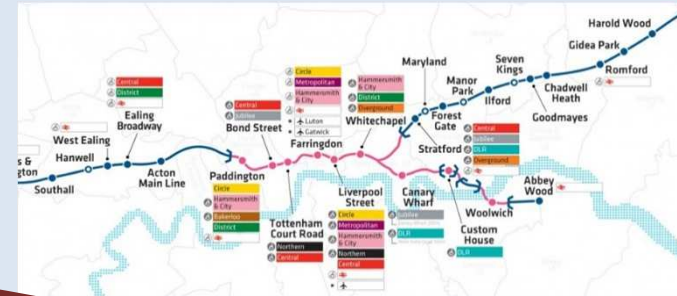 Harold Wood
Gidea Park
Romford
Chadwell
Heath
Goodmayes
Seven
Kings
Ilford
Manor
Park
Maryland
Forest
Gate
Stratford
Central
Jubilee
DLR
Overground
Hammersmith
& City
District
Overground
Whitechapel
Circle
Metropolitan
Hammersmith
& City
Luton
Gatwick
Farringdon
Central
Jubilee
Bond Street
Central
District
Ealing
Broadway
West Ealing
Hanwell
Southall
Acton
Main Line
Paddington
Circle
Hammersmith
& City
Bakerloo
District
Tottenham
Court Road
Northern
Central
Liverpool
Street
Circle
Metropolitan
Hammersmith
& City
Northern
Central
Canary
Wharf
Jubilee
DLR
Custom
House
DLR
Woolwich
Abbey
Wood